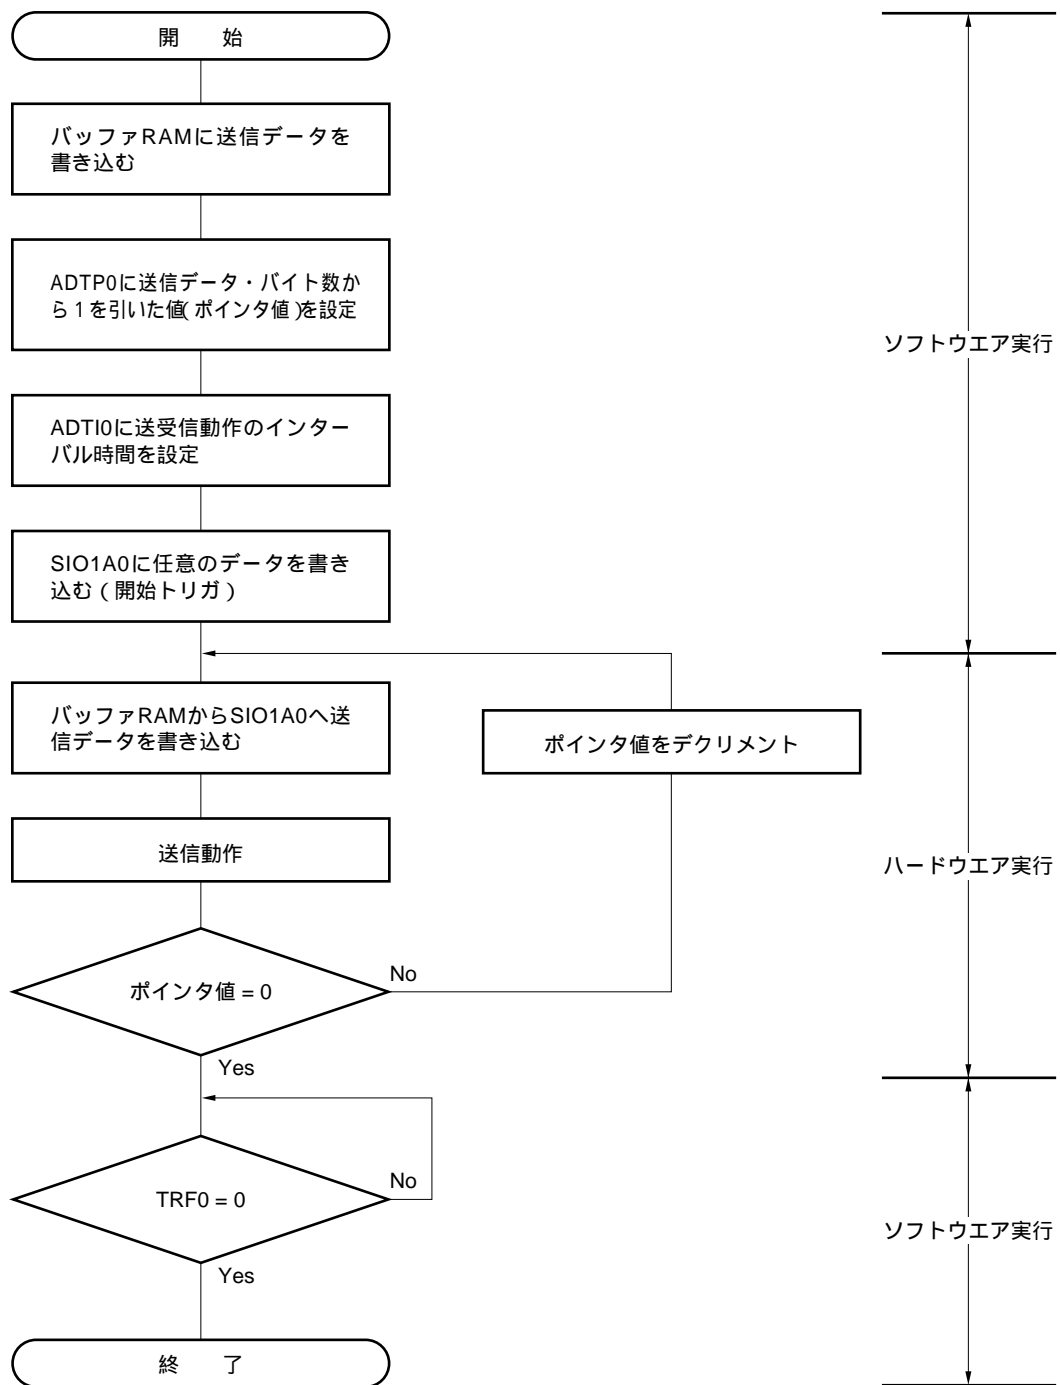 開　　始
バッファRAMに送信データを
書き込む
ADTP0に送信データ・バイト数か
ら１を引いた値(ポインタ値)を設定
ソフトウエア実行
ADTI0に送受信動作のインター
バル時間を設定
SIO1A0に任意のデータを書き
込む（開始トリガ）
バッファRAMからSIO1A0へ送
信データを書き込む
ポインタ値をデクリメント
送信動作
ハードウエア実行
ポインタ値 = 0
No
Yes
TRF0 = 0
No
ソフトウエア実行
Yes
終　　了